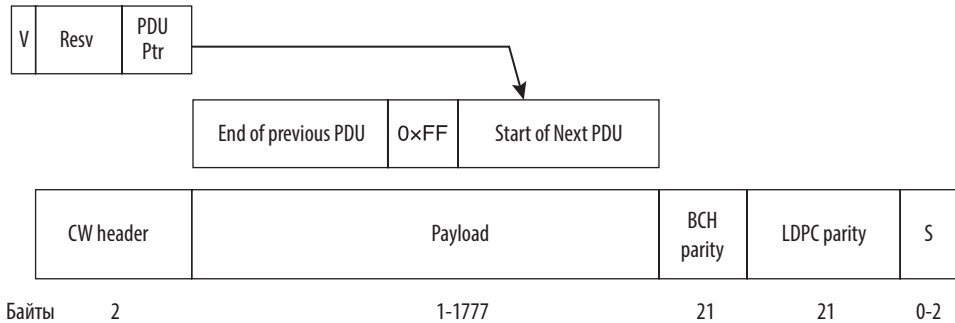 V Resv PDU Ptr
End of previous PDU 0×FF Start of Next PDU
CW header Payload BCH parity LDPC parity S
Байты 2 1-1777 21 21 0-2